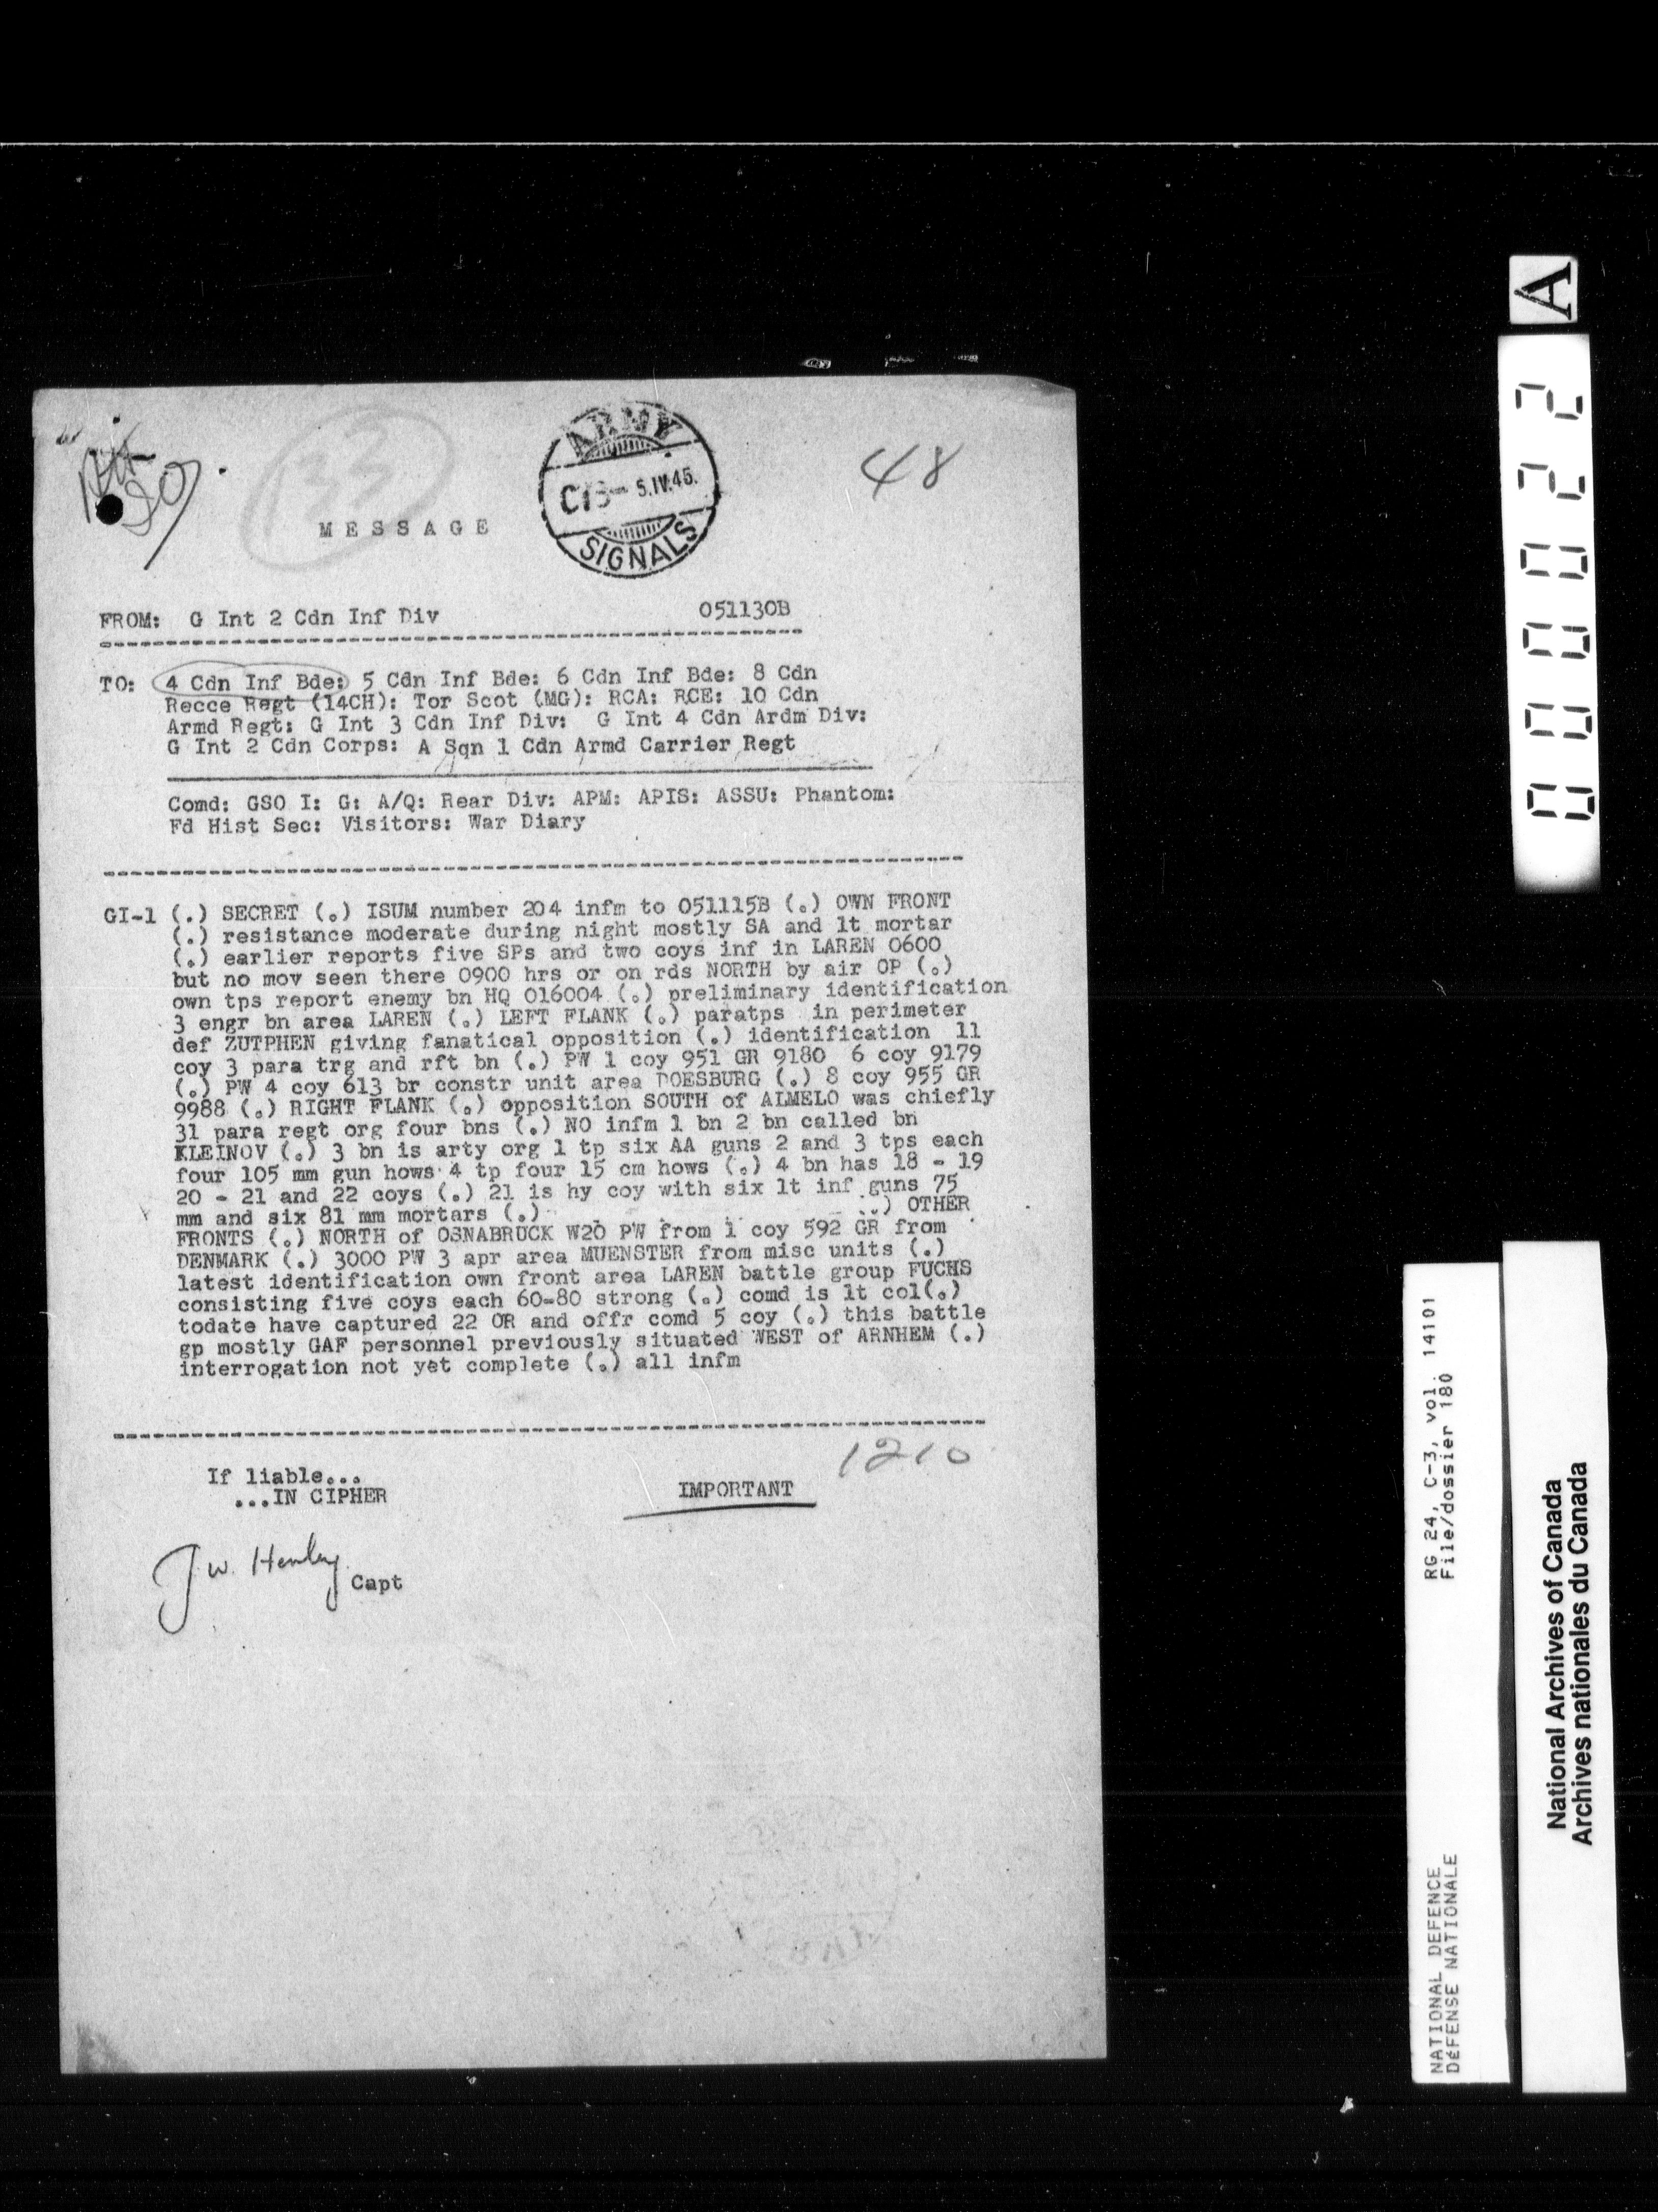 48
ARMY
5.IV.45.
SIGNALS
MESSAGE
FROM: G Int 2 Cdn Inf Div 051130B
TO: 4 Cdn Inf Bde: 5 Cdn Inf Bde: 6 Cdn Inf Bde: 8 Cdn
Recce Regt (14CH): Tor Scot (MG): RCA: RCE: 10 Cdn
Armd Regt: G Int 3 Cdn Inf Div: G Int 4 Cdn Ardm Div:
G Int 2 Cdn Corps: A Sqn 1 Cdn Armd Carrier Regt
Comd: GSO I: G: A/Q: Rear Div: APM: APIS: ASSU: Phantom:
Fd Hist Sec: Visitors: War Diary
GI-1 (.) SECRET (.) ISUM number 204 infm to 051115B (.) OWN FRONT
(.) resistance moderate during night mostly SA and lt mortar
(.) earlier reports five SPs and two coys inf in LAREN 0600
but no mov seen there 0900 hrs or on rds NORTH by air OP (.)
own tps report enemy bn HQ 016004 (.) preliminary identification
3 engr bn area LAREN (.) LEFT FLANK (.) paratps in perimeter
def ZUTPHEN giving fanatical opposition (.) identification 11
coy 3 para trg and rft bn (.) PW 1 coy 951 GR 9180 6 coy 9179
(.) PW 4 coy 613 br constr unit area DOESBURG (.) 8 coy 955 GR
9988 (.) RIGHT FLANK (.) opposition SOUTH of ALMELO was chiefly
31 para regt org four bns (.) NO infm 1 bn 2 bn called bn
KLEINOV (.) 3 bn is arty org 1 tp six AA guns 2 and 3 tps each
four 105 mm gun hows 4 tp four 15 cm hows (.) 4 bn has 18 - 19
20 - 21 and 22 coys (.) 21 is hy coy with six lt inf guns 75
mm and six 81 mm mortars (.) OTHER
FRONTS (.) NORTH of OSNABRUCK W20 PW from 1 coy 592 GR from
DENMARK (.) 3000 PW 3 apr area MUENSTER from misc units (.)
latest identification own front area LAREN battle group FUCHS
consisting five coys each 60-80 strong (.) comd is lt col(.)
todate have captured 22 OR and offr comd 5 coy (.) this battle
gp mostly GAF personnel previously situated WEST of ARNHEM (.)
interrogation not yet complete (.) all infm
1210
If liable...
...IN CIPHER
IMPORTANT
J.W. Henley
Capt
A
00022
RG 24, C-3, vol. 14101
File/dossier 180
NATIONAL DEFENCE
DÉFENSE NATIONALE
National Archives of Canada
Archives nationales du Canada